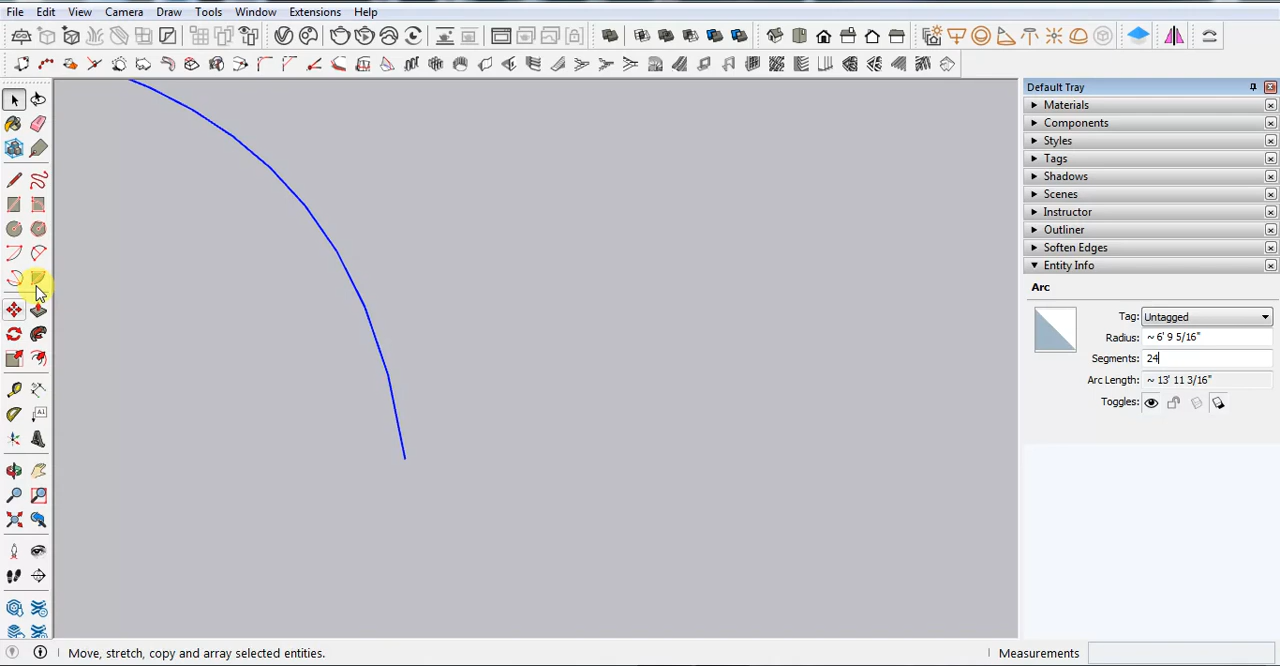 File Edit View Camera Draw Tools Window Extensions Help
Default Tray
Materials
Components
Styles
Tags
Shadows
Scenes
Instructor
Outliner
Soften Edges
Entity Info
Arc
Tag: Untagged
Radius: ~ 6' 9 5/16"
Segments: 24
Arc Length: ~ 13' 11 3/16"
Toggles:
A1
Move, stretch, copy and array selected entities. Measurements